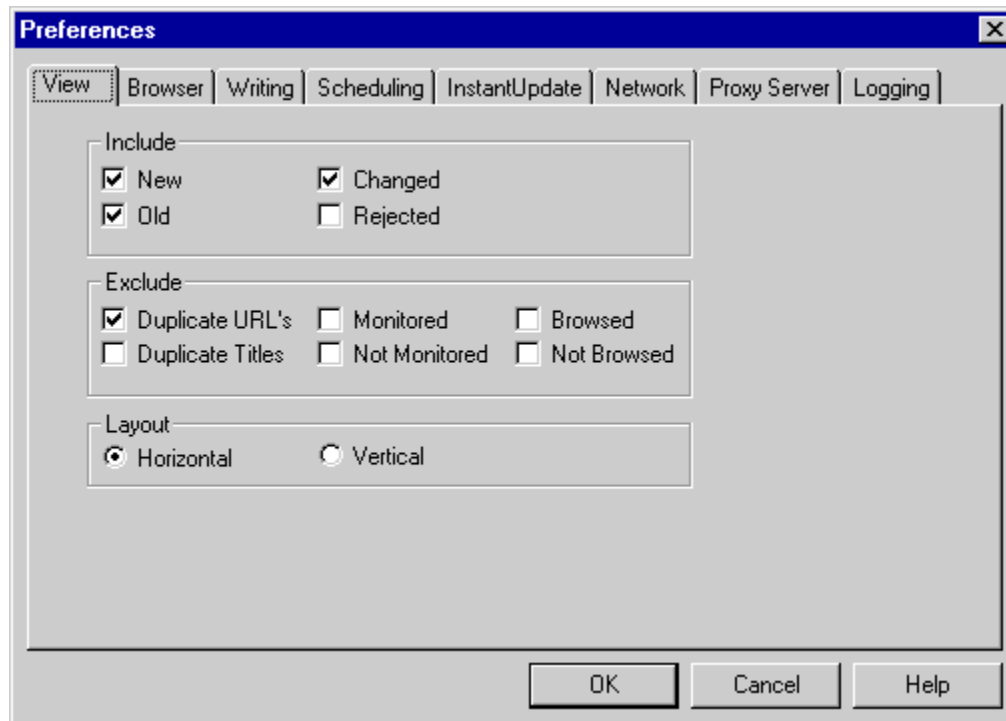 Preferences
View Browser Writing Scheduling InstantUpdate Network Proxy Server Logging
Include
New Changed
Old Rejected
Exclude
Duplicate URL's Monitored Browsed
Duplicate Titles Not Monitored Not Browsed
Layout
Horizontal Vertical
OK Cancel Help